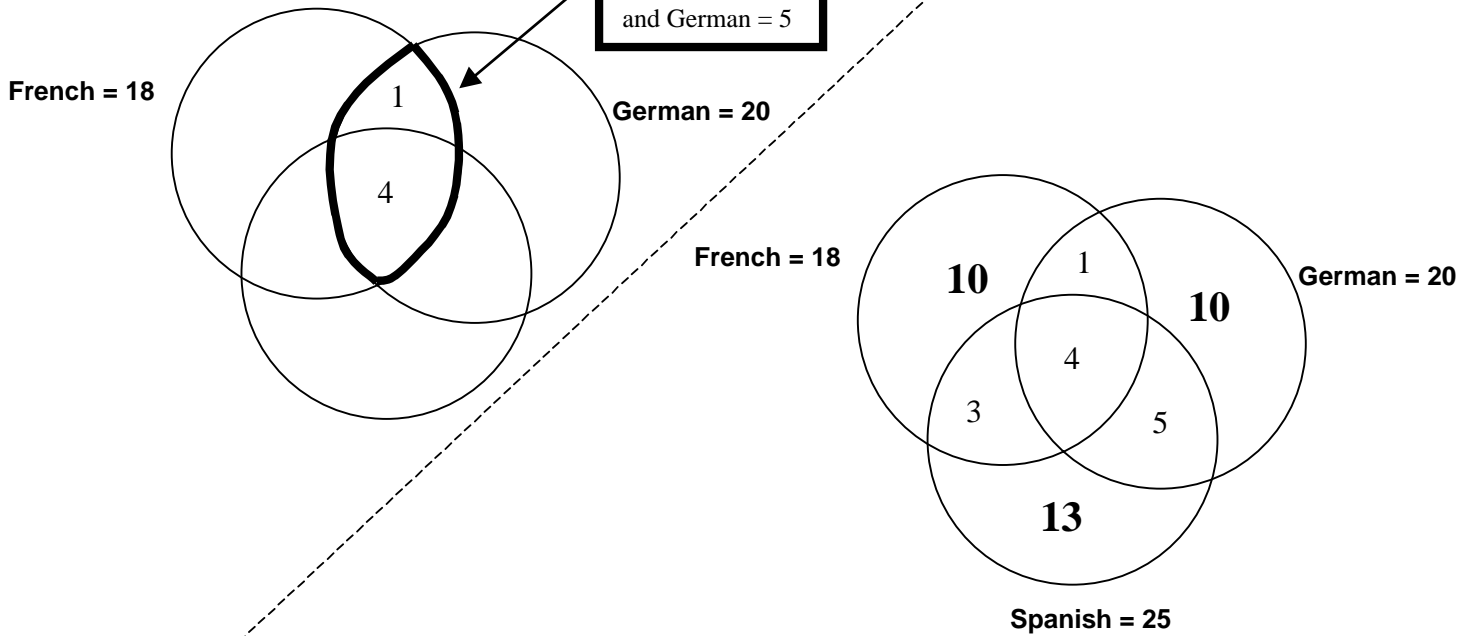 and German = 5
French = 18
1
German = 20
4
French = 18
1
German = 20
10
10
4
3
5
13
Spanish = 25